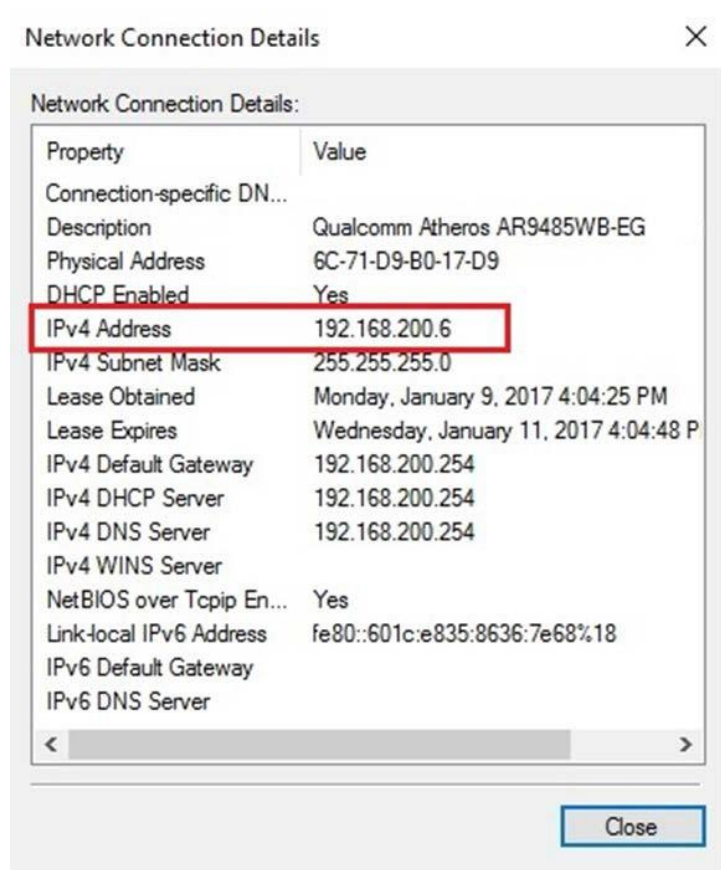 Network Connection Details
Network Connection Details:
Property Value
Connection-specific DN...
Description Qualcomm Atheros AR9485WB-EG
Physical Address 6C-71-D9-B0-17-D9
DHCP Enabled Yes
IPv4 Address 192.168.200.6
IPv4 Subnet Mask 255.255.255.0
Lease Obtained Monday, January 9, 2017 4:04:25 PM
Lease Expires Wednesday, January 11, 2017 4:04:48 P
IPv4 Default Gateway 192.168.200.254
IPv4 DHCP Server 192.168.200.254
IPv4 DNS Server 192.168.200.254
IPv4 WINS Server
NetBIOS over Tcpip En... Yes
Link-local IPv6 Address fe80::601c:e835:8636:7e68%18
IPv6 Default Gateway
IPv6 DNS Server
Close